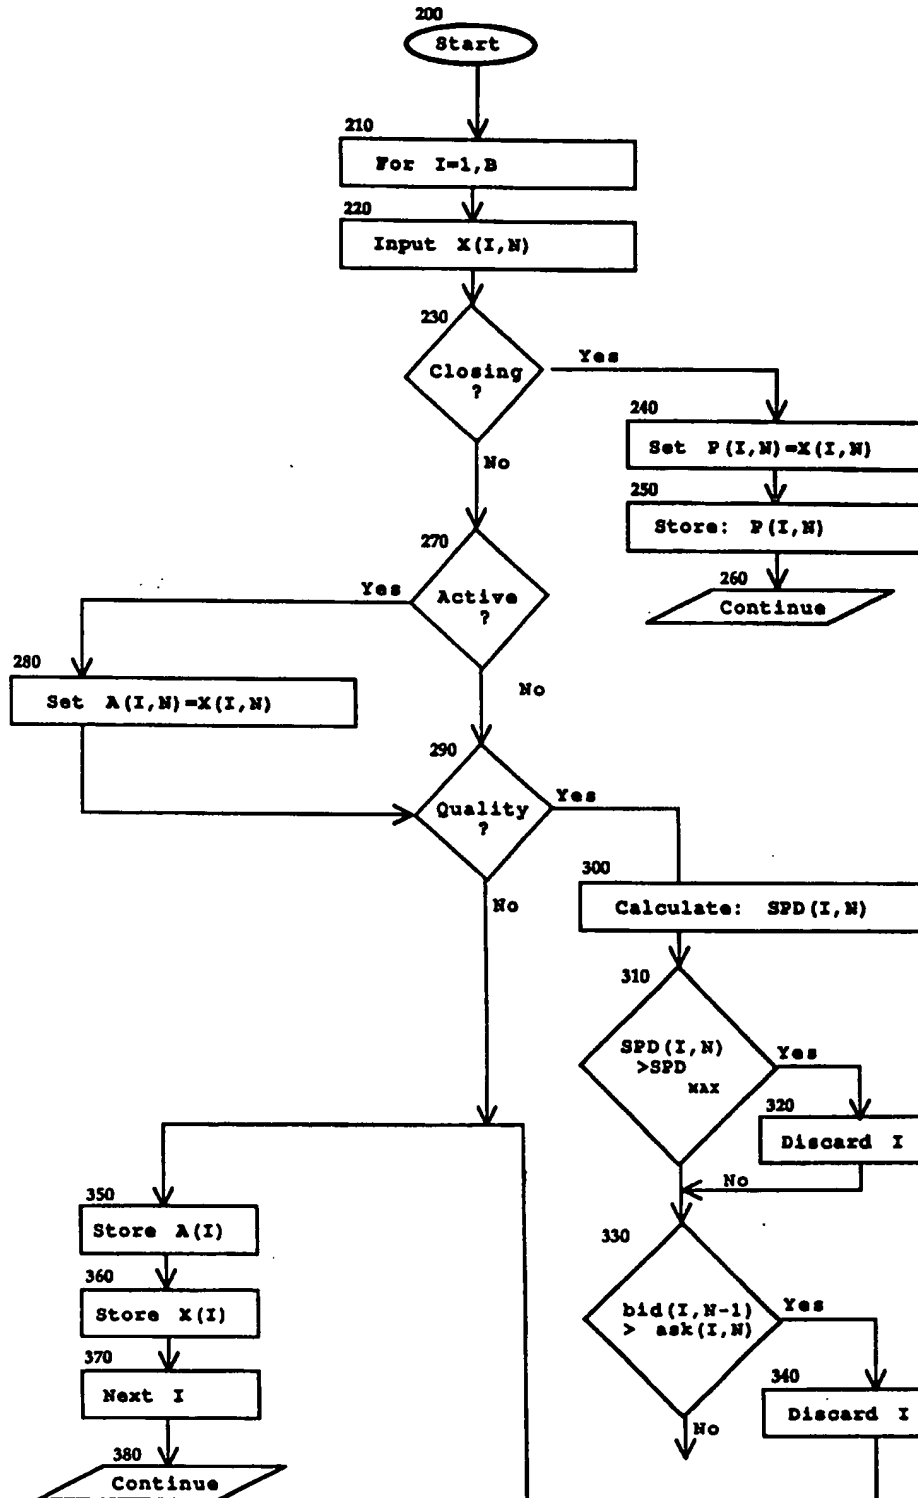 200
Start
210
For I=1,B
220
Input X(I,N)
230
Closing
?
Yes
No
240
Set P(I,N)=X(I,N)
250
Store: P(I,N)
260
Continue
270
Active
?
Yes
No
280
Set A(I,N)=X(I,N)
290
Quality
?
Yes
No
300
Calculate: SPD(I,N)
310
SPD(I,N)
>SPD
MAX
Yes
320
Discard I
No
330
bid(I,N-1)
> ask(I,N)
Yes
340
Discard I
No
350
Store A(I)
360
Store X(I)
370
Next I
380
Continue